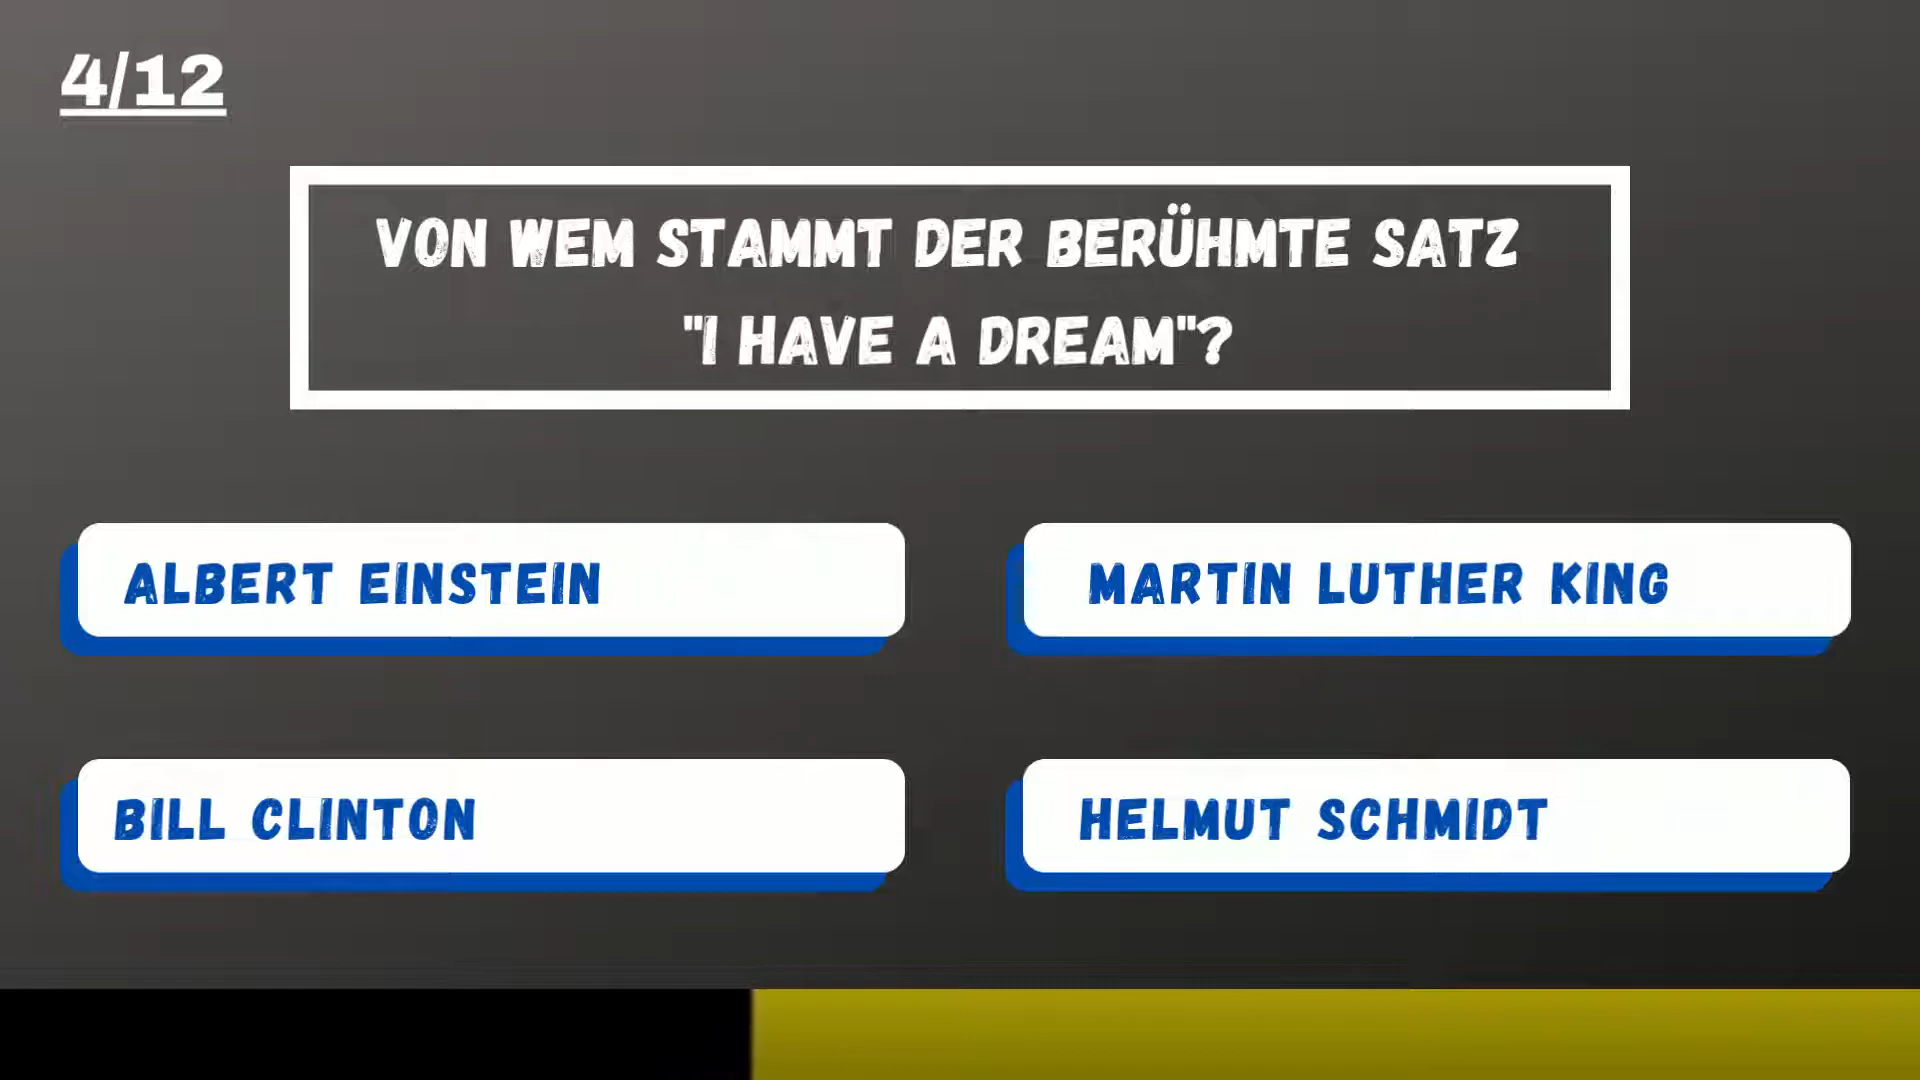 4/12
VON WEM STAMMT DER BERÜHMTE SATZ
"I HAVE A DREAM"?
ALBERT EINSTEIN
MARTIN LUTHER KING
BILL CLINTON
HELMUT SCHMIDT